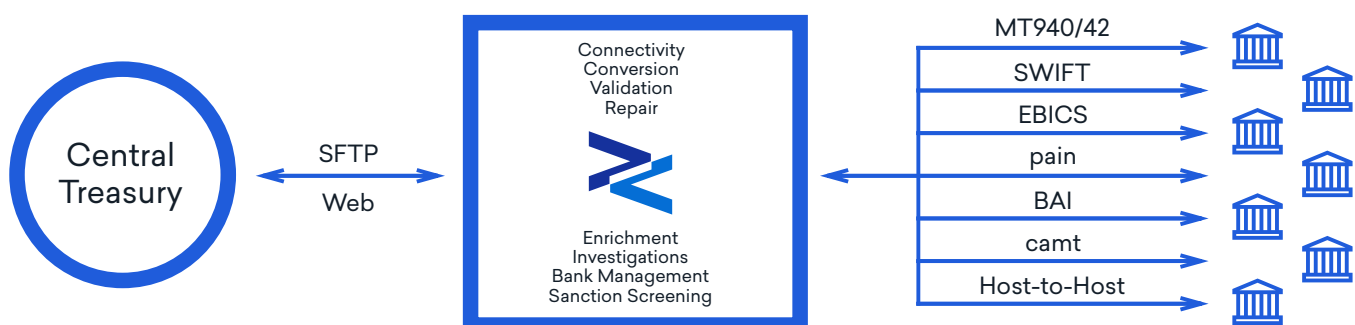 Central
Treasury
SFTP
Web
Connectivity
Conversion
Validation
Repair
Enrichment
Investigations
Bank Management
Sanction Screening
MT940/42
SWIFT
EBICS
pain
BAI
camt
Host-to-Host